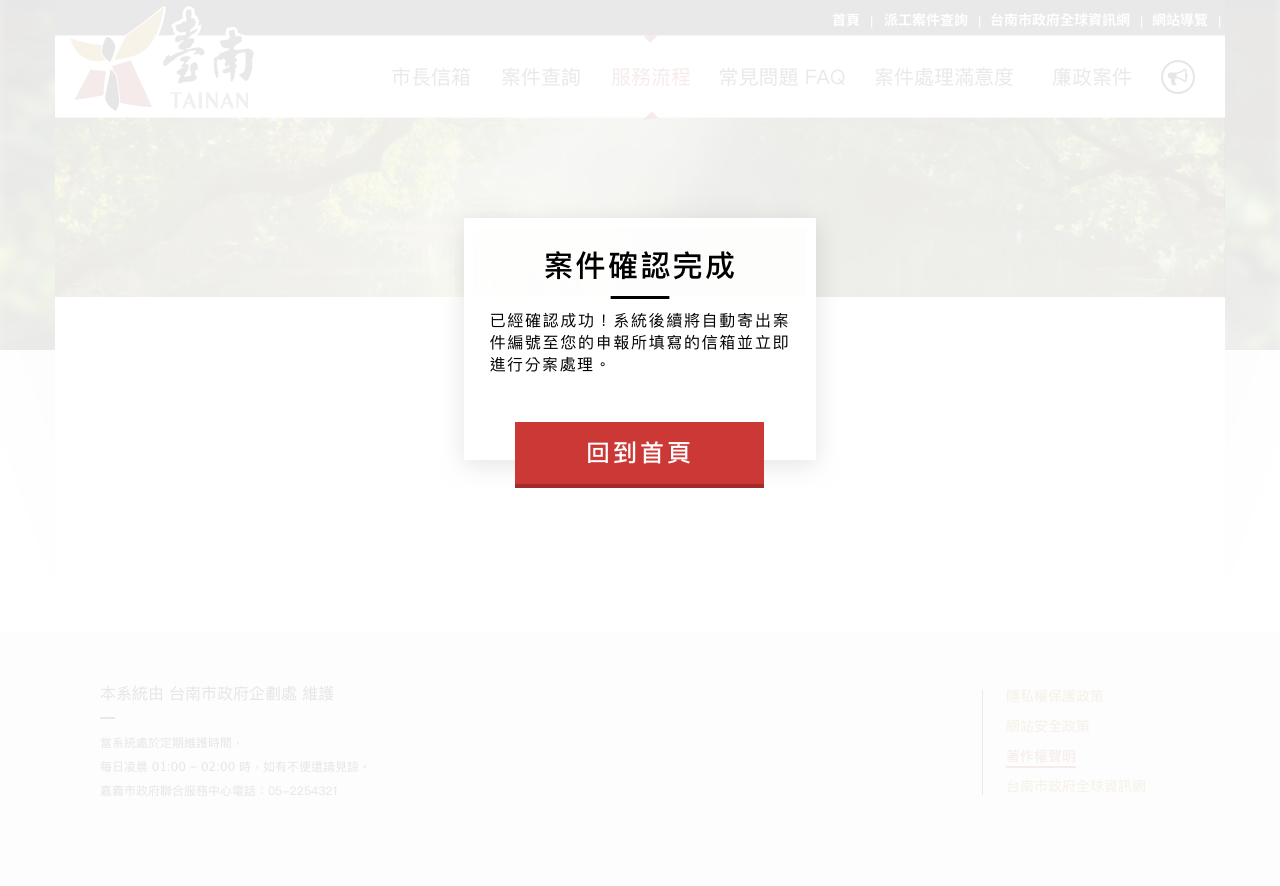 首頁 | 派工案件查詢 | 台南市政府全球資訊網 | 網站導覽 |
臺南
TAINAN
市長信箱 案件查詢 服務流程 常見問題 FAQ 案件處理滿意度 廉政案件
案件確認完成
已經確認成功！系統後續將自動寄出案
件編號至您的申報所填寫的信箱並立即
進行分案處理。
回到首頁
本系統由 台南市政府企劃處 維護
當系統處於定期維護時間，
每日凌晨 01:00 ~ 02:00 時，如有不便還請見諒。
嘉義市政府聯合服務中心電話：05-2254321
隱私權保護政策
網站安全政策
著作權聲明
台南市政府全球資訊網